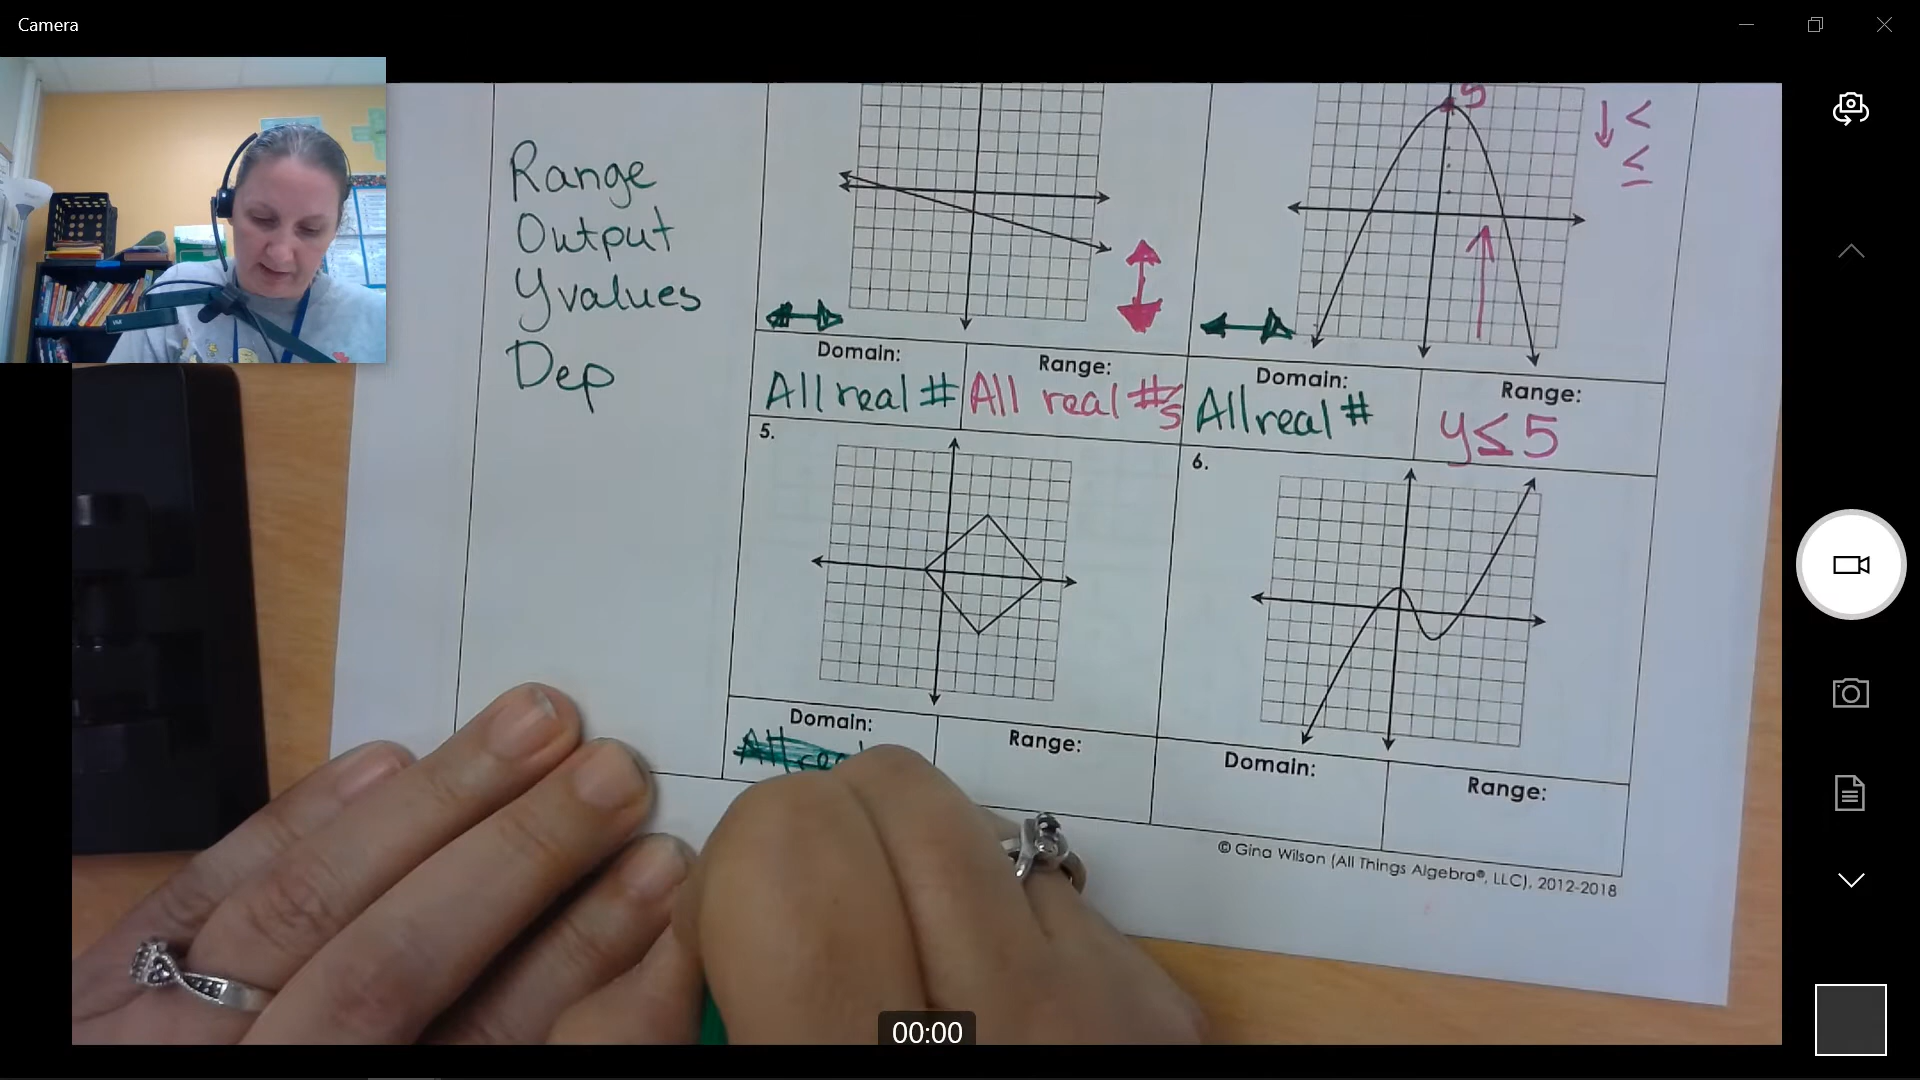 Camera
Range
Output
Yvalues
Dep
5
<
≤
Domain:
All real #
Range:
All real #s
Domain:
All real #
Range:
y≤5
5.
6.
Domain:
Range:
Domain:
Range:
© Gina Wilson (All Things Algebra®, LLC), 2012-2018
00:00